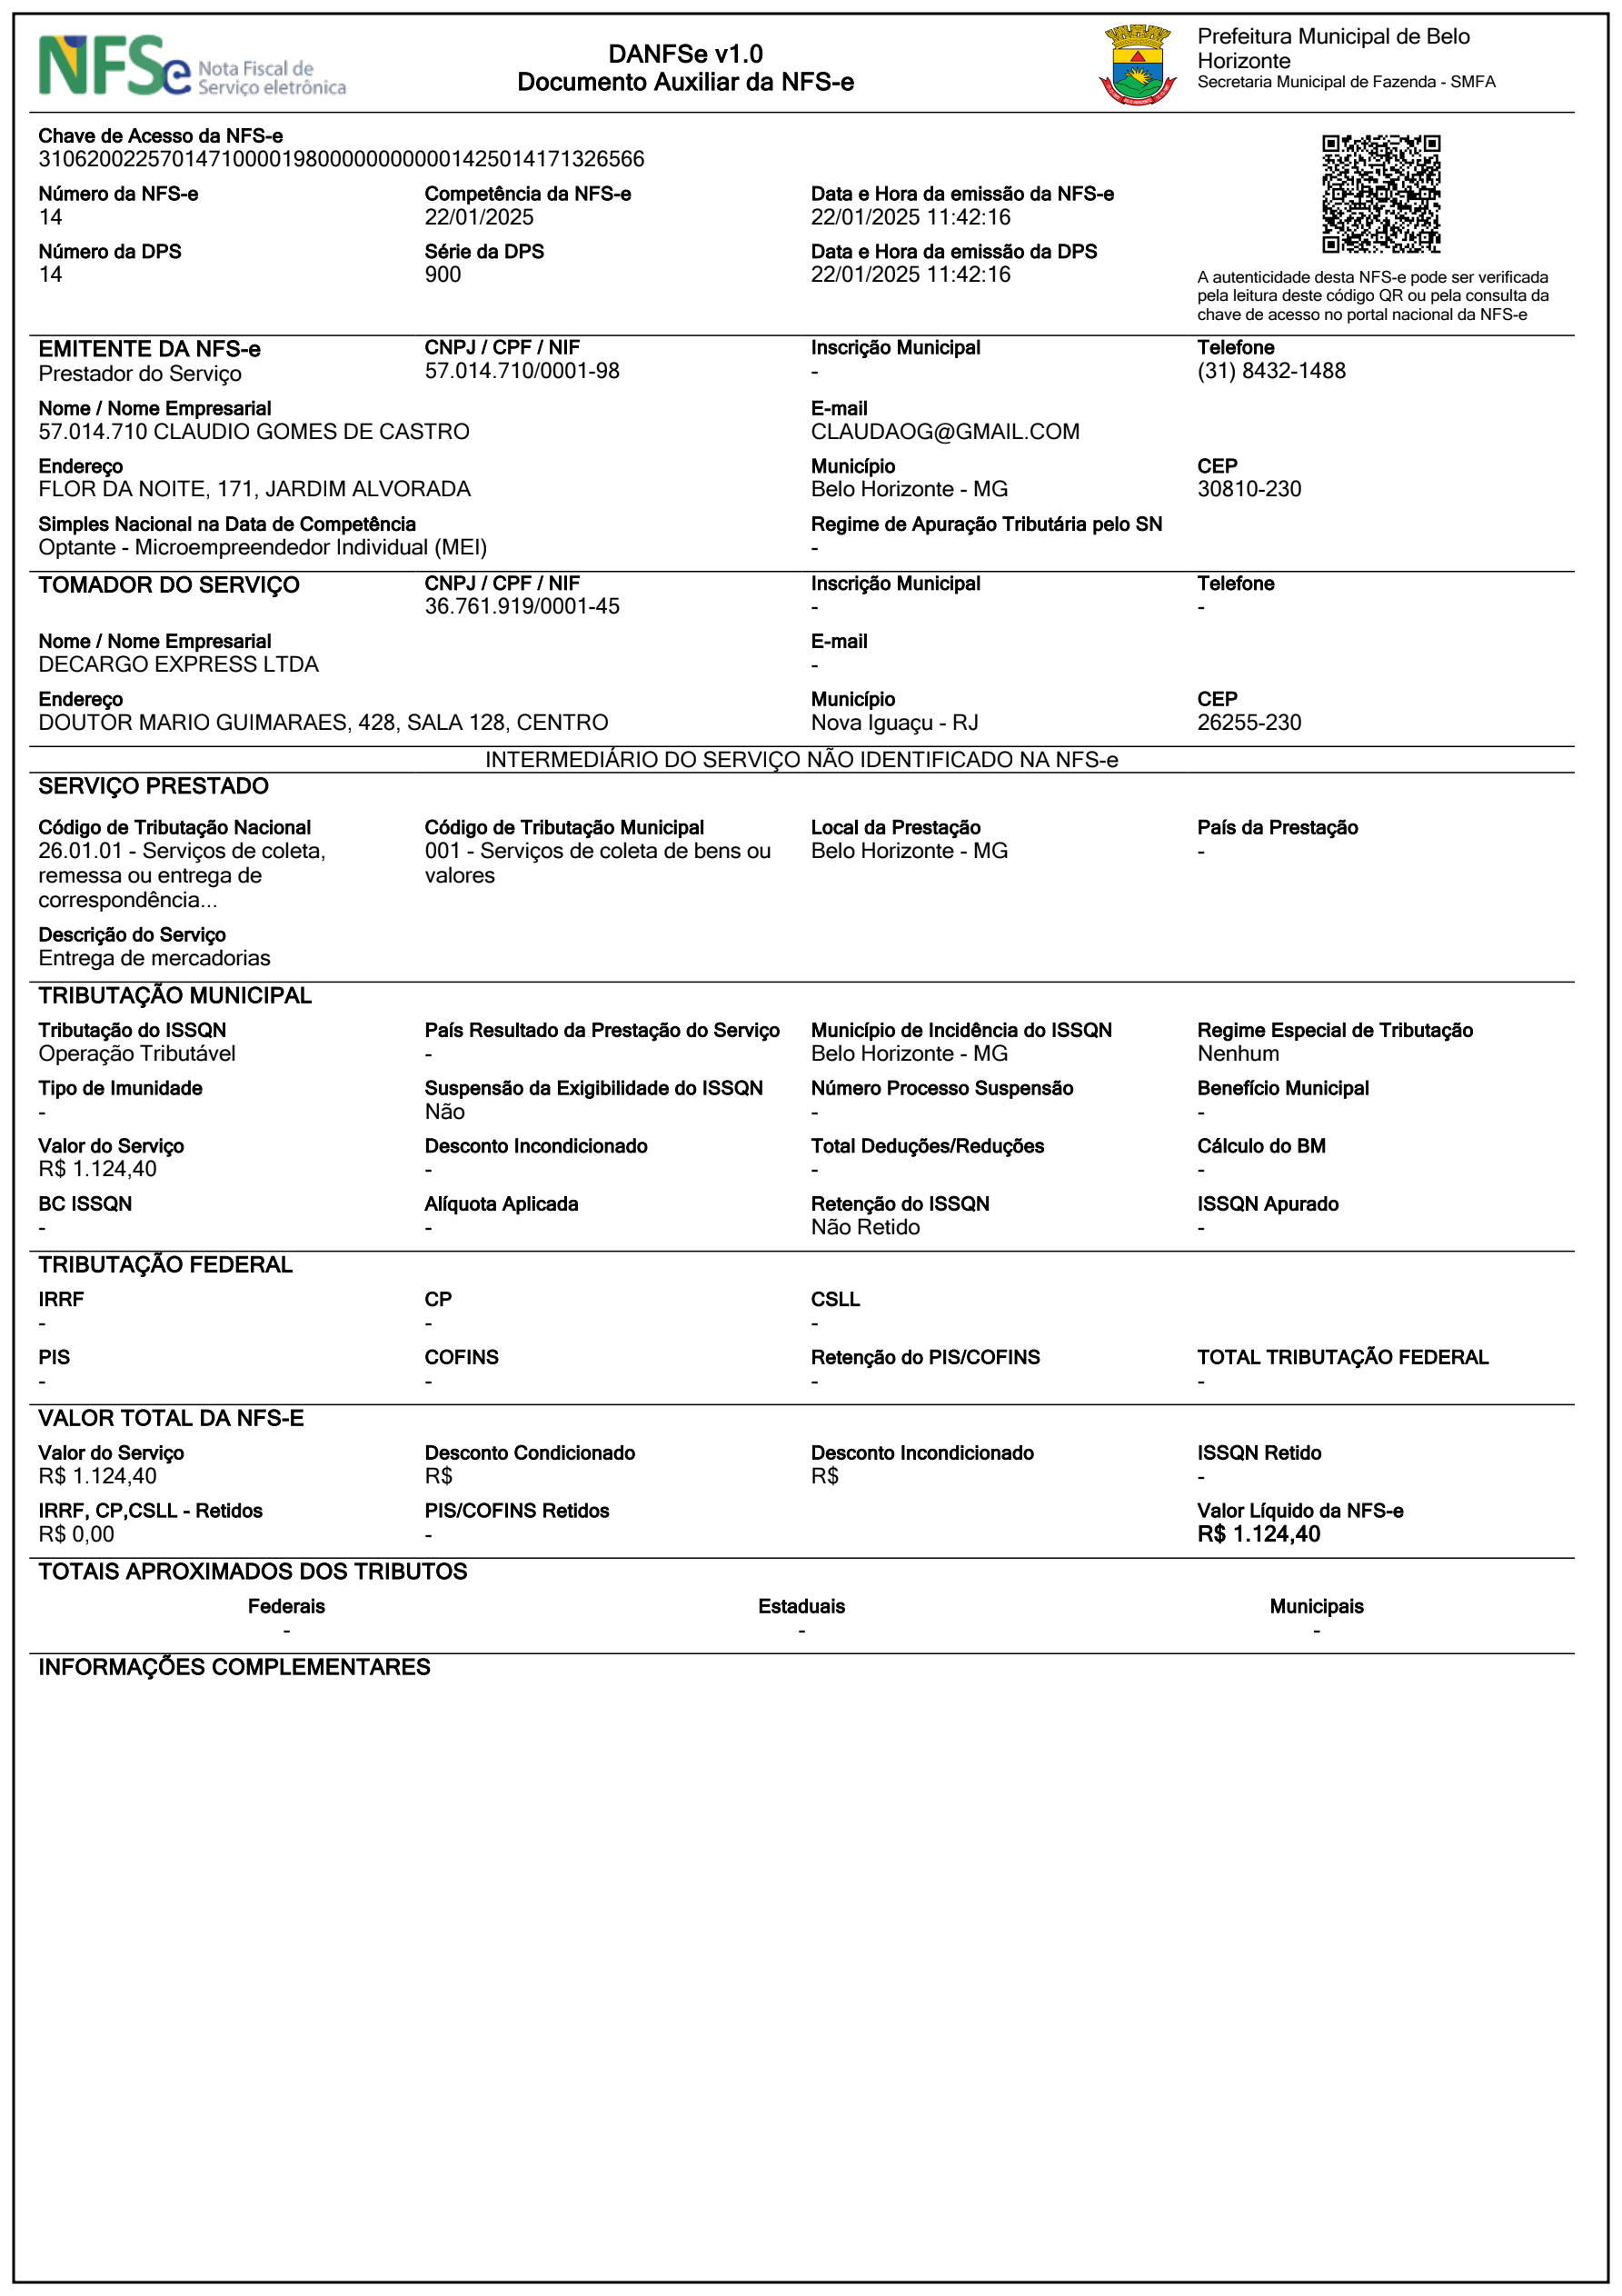 NFSe Nota Fiscal de
Serviço eletrônica
DANFSe v1.0
Documento Auxiliar da NFS-e
Prefeitura Municipal de Belo
Horizonte
Secretaria Municipal de Fazenda - SMFA
Chave de Acesso da NFS-e
31062002257014710000198000000000001425014171326566
Número da NFS-e Competência da NFS-e Data e Hora da emissão da NFS-e
14 22/01/2025 22/01/2025 11:42:16
Número da DPS Série da DPS Data e Hora da emissão da DPS
14 900 22/01/2025 11:42:16
A autenticidade desta NFS-e pode ser verificada
pela leitura deste código QR ou pela consulta da
chave de acesso no portal nacional da NFS-e
EMITENTE DA NFS-e CNPJ / CPF / NIF Inscrição Municipal Telefone
Prestador do Serviço 57.014.710/0001-98 - (31) 8432-1488
Nome / Nome Empresarial E-mail
57.014.710 CLAUDIO GOMES DE CASTRO CLAUDAOG@GMAIL.COM
Endereço Município CEP
FLOR DA NOITE, 171, JARDIM ALVORADA Belo Horizonte - MG 30810-230
Simples Nacional na Data de Competência Regime de Apuração Tributária pelo SN
Optante - Microempreendedor Individual (MEI) -
TOMADOR DO SERVIÇO CNPJ / CPF / NIF Inscrição Municipal Telefone
36.761.919/0001-45 - -
Nome / Nome Empresarial E-mail
DECARGO EXPRESS LTDA -
Endereço Município CEP
DOUTOR MARIO GUIMARAES, 428, SALA 128, CENTRO Nova Iguaçu - RJ 26255-230
INTERMEDIÁRIO DO SERVIÇO NÃO IDENTIFICADO NA NFS-e
SERVIÇO PRESTADO
Código de Tributação Nacional Código de Tributação Municipal Local da Prestação País da Prestação
26.01.01 - Serviços de coleta, 001 - Serviços de coleta de bens ou Belo Horizonte - MG -
remessa ou entrega de valores
correspondência...
Descrição do Serviço
Entrega de mercadorias
TRIBUTAÇÃO MUNICIPAL
Tributação do ISSQN País Resultado da Prestação do Serviço Município de Incidência do ISSQN Regime Especial de Tributação
Operação Tributável - Belo Horizonte - MG Nenhum
Tipo de Imunidade Suspensão da Exigibilidade do ISSQN Número Processo Suspensão Benefício Municipal
- Não - -
Valor do Serviço Desconto Incondicionado Total Deduções/Reduções Cálculo do BM
R$ 1.124,40 - - -
BC ISSQN Alíquota Aplicada Retenção do ISSQN ISSQN Apurado
- - Não Retido -
TRIBUTAÇÃO FEDERAL
IRRF CP CSLL
- - -
PIS COFINS Retenção do PIS/COFINS TOTAL TRIBUTAÇÃO FEDERAL
- - - -
VALOR TOTAL DA NFS-E
Valor do Serviço Desconto Condicionado Desconto Incondicionado ISSQN Retido
R$ 1.124,40 R$ R$ -
IRRF, CP,CSLL - Retidos PIS/COFINS Retidos Valor Líquido da NFS-e
R$ 0,00 - R$ 1.124,40
TOTAIS APROXIMADOS DOS TRIBUTOS
Federais Estaduais Municipais
- - -
INFORMAÇÕES COMPLEMENTARES